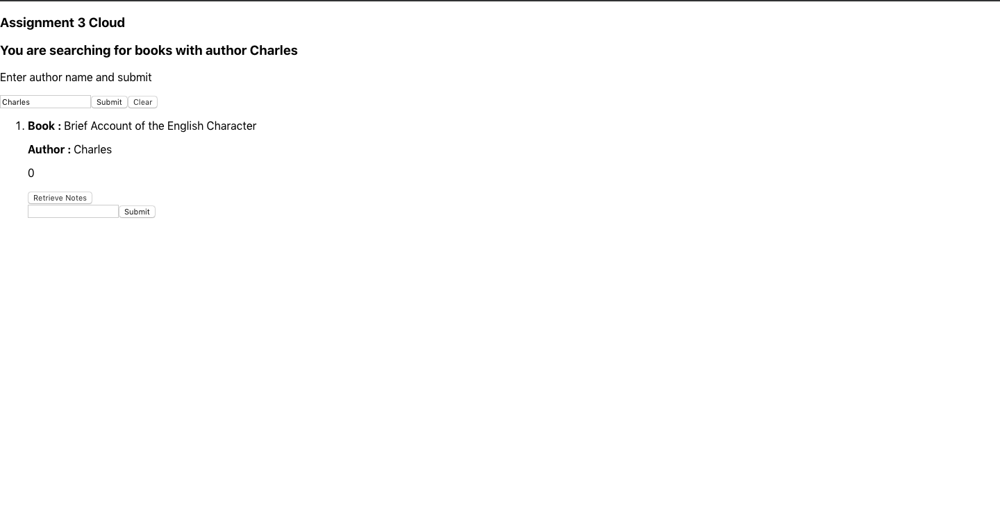 Assignment 3 Cloud
You are searching for books with author Charles
Enter author name and submit
Charles Submit Clear
1. Book : Brief Account of the English Character
Author : Charles
0
Retrieve Notes
Submit